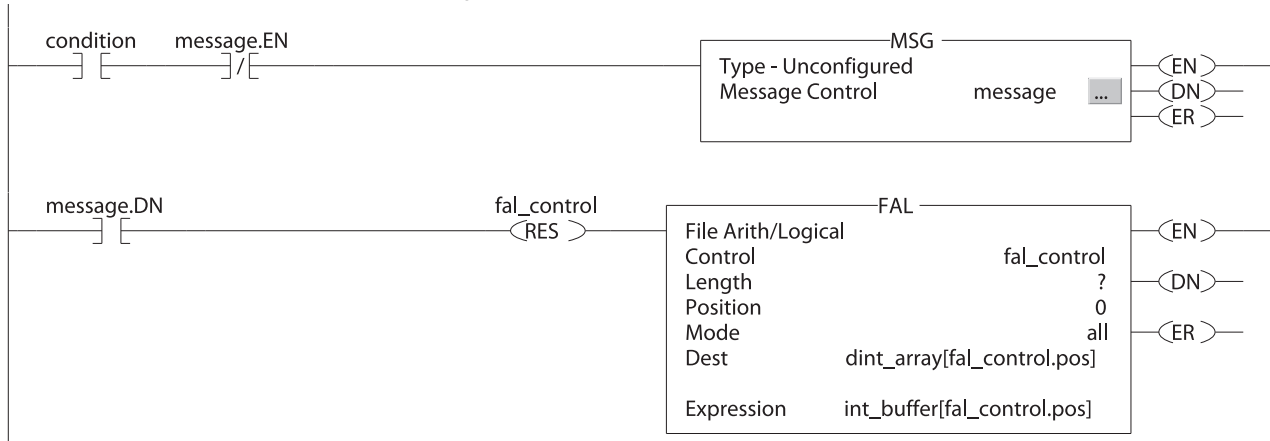 condition message.EN
MSG
Type - Unconfigured
Message Control message ...
EN
DN
ER
message.DN fal_control
RES
FAL
File Arith/Logical
Control fal_control
Length ?
Position 0
Mode all
Dest dint_array[fal_control.pos]
Expression int_buffer[fal_control.pos]
EN
DN
ER